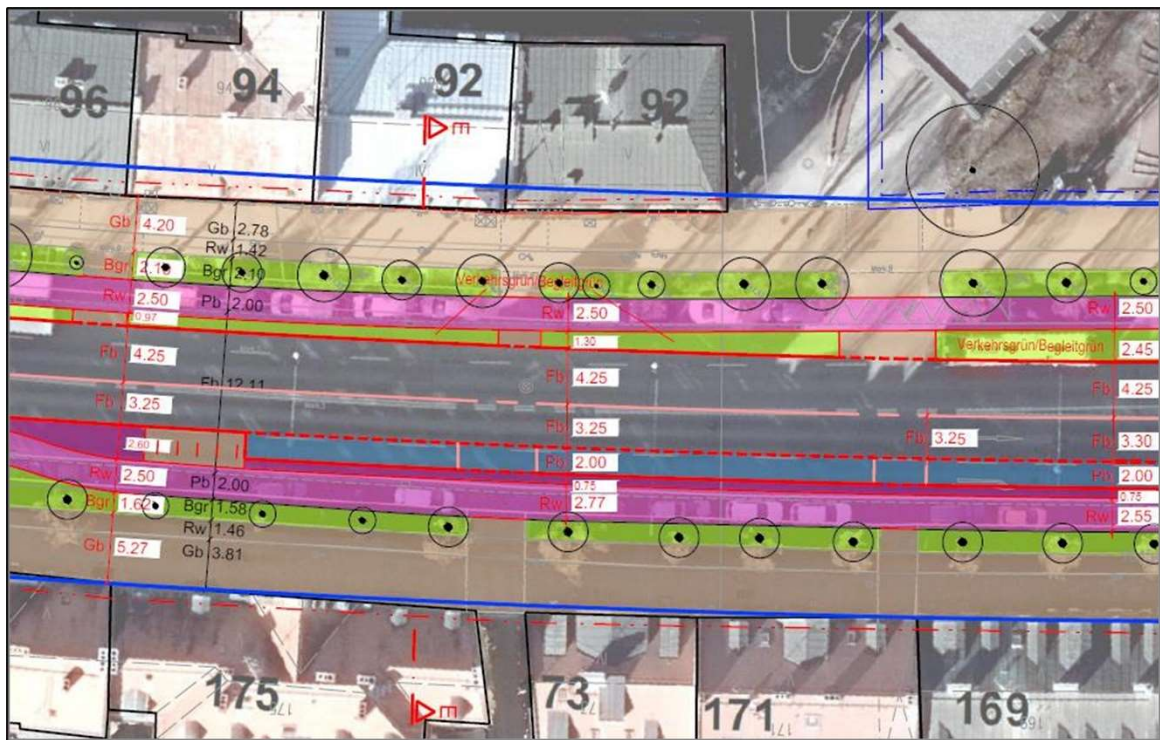 96
94
92
92
E
Gb 4.20
Gb 2.78
Rw 1.42
Bgr 2.10
Bgr 2.10
Verkehrsgrün/Begleitgrün
Rw 2.50
Pb 2.00
Rw 2.50
Rw 2.50
0.97
1.30
Verkehrsgrün/Begleitgrün
2.45
Fb 4.25
Fb 12.11
Fb 4.25
Fb 4.25
Fb 3.25
Fb 3.25
Fb 3.25
Fb 3.30
2.60
Pb 2.00
Pb 2.00
Rw 2.50
Pb 2.00
0.75
0.75
Rw 2.77
Rw 2.55
Bgr 1.62
Bgr 1.58
Rw 1.46
Gb 5.27
Gb 3.81
175
E
73
171
169